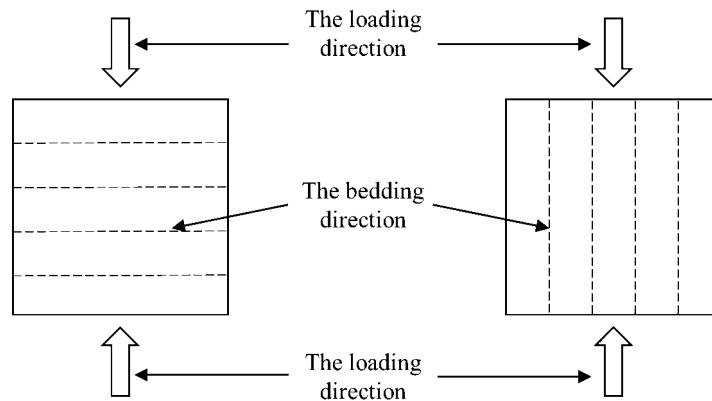 The loading
direction
The bedding
direction
The loading
direction